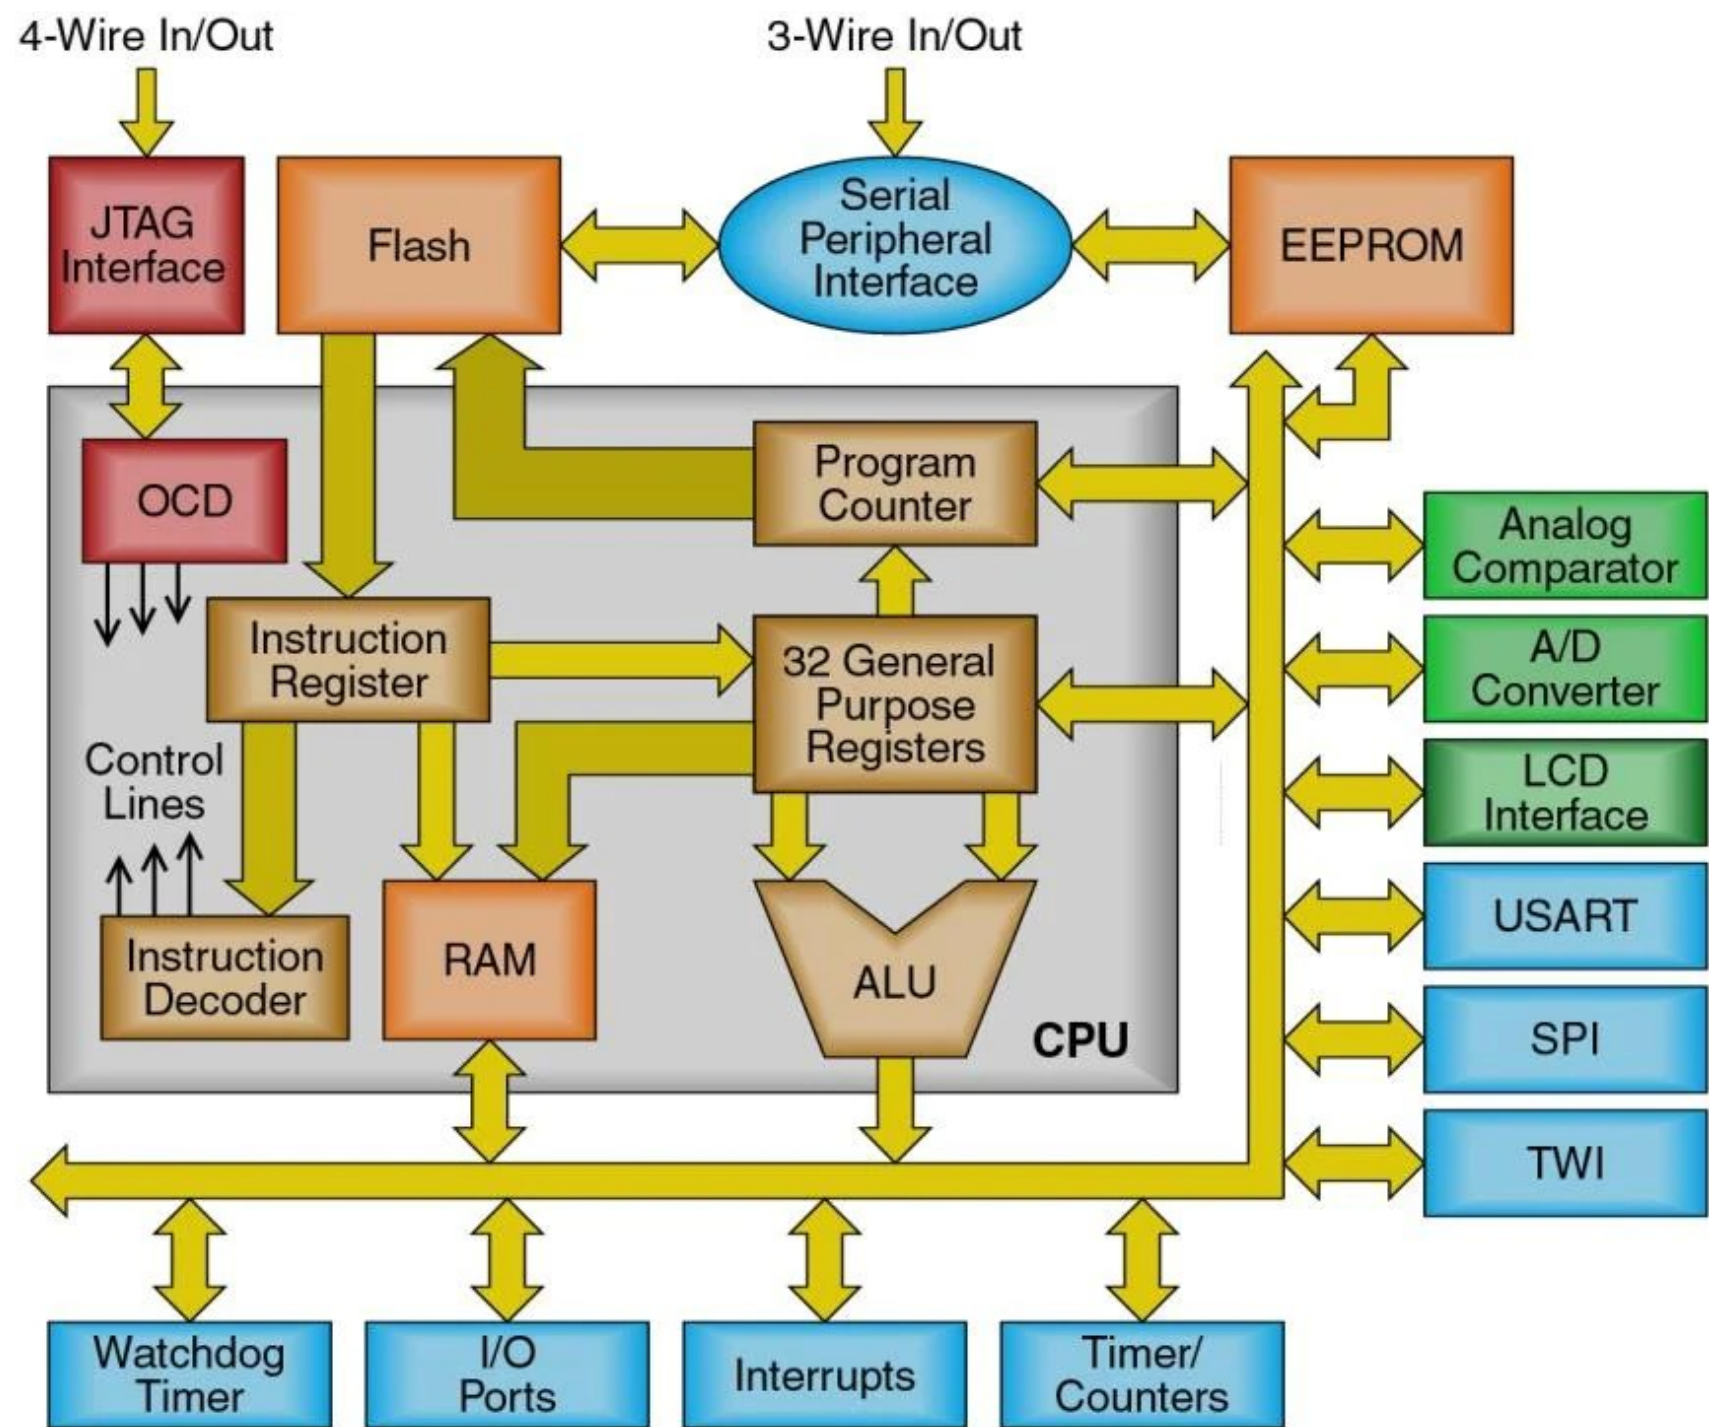 4-Wire In/Out
3-Wire In/Out
JTAG
Interface
Flash
Serial
Peripheral
Interface
EEPROM
OCD
Program
Counter
Instruction
Register
32 General
Purpose
Registers
Control
Lines
Instruction
Decoder
RAM
ALU
CPU
Analog
Comparator
A/D
Converter
LCD
Interface
USART
SPI
TWI
Watchdog
Timer
I/O
Ports
Interrupts
Timer/
Counters